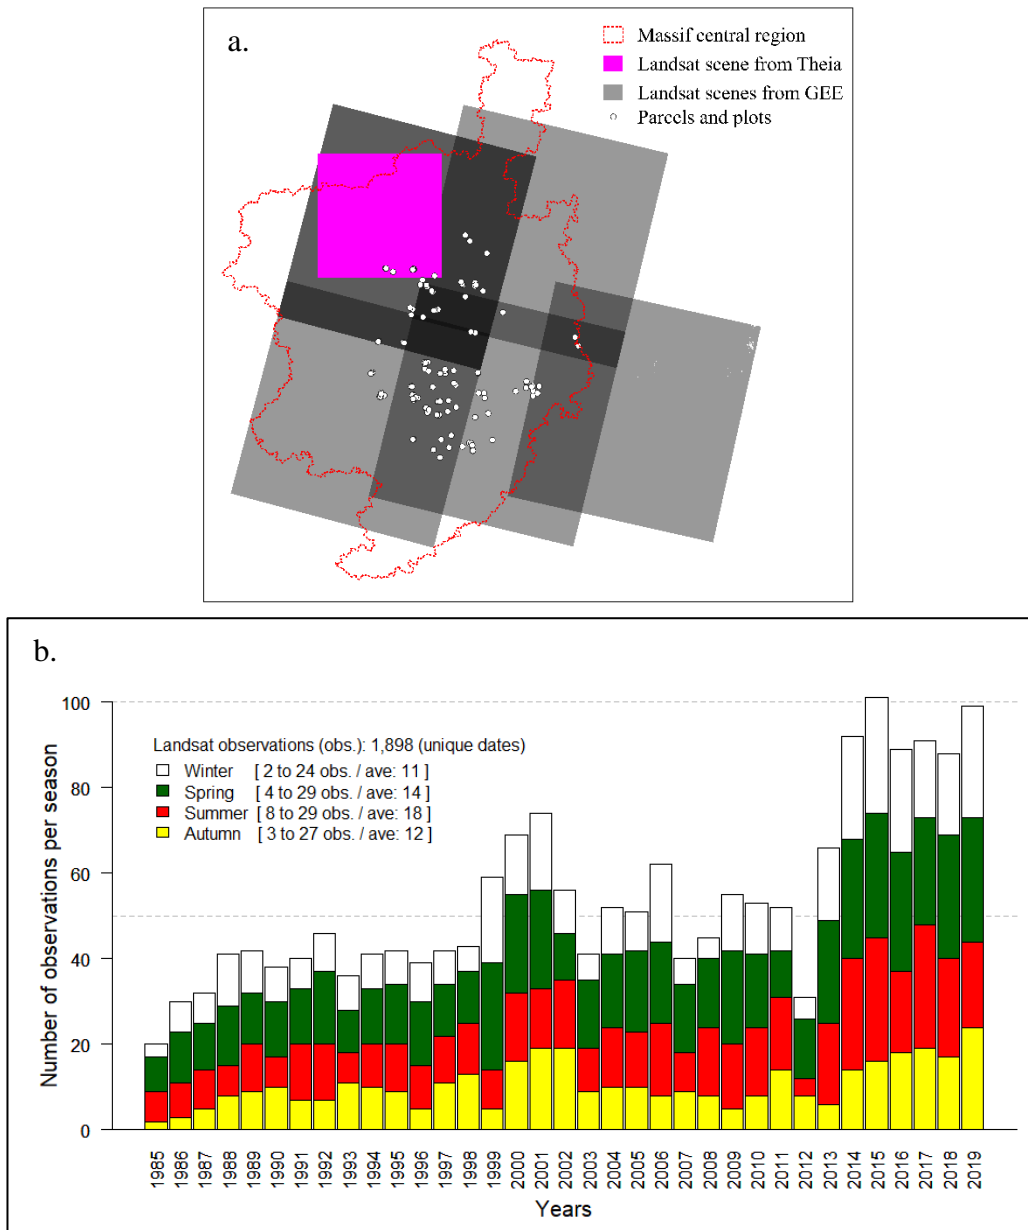 a.
Massif central region
Landsat scene from Theia
Landsat scenes from GEE
Parcels and plots
b.
Number of observations per season
100
80
60
40
20
0
Landsat observations (obs.): 1,898 (unique dates)
Winter [ 2 to 24 obs. / ave: 11 ]
Spring [ 4 to 29 obs. / ave: 14 ]
Summer [ 8 to 29 obs. / ave: 18 ]
Autumn [ 3 to 27 obs. / ave: 12 ]
1985 1986 1987 1988 1989 1990 1991 1992 1993 1994 1995 1996 1997 1998 1999 2000 2001 2002 2003 2004 2005 2006 2007 2008 2009 2010 2011 2012 2013 2014 2015 2016 2017 2018 2019
Years